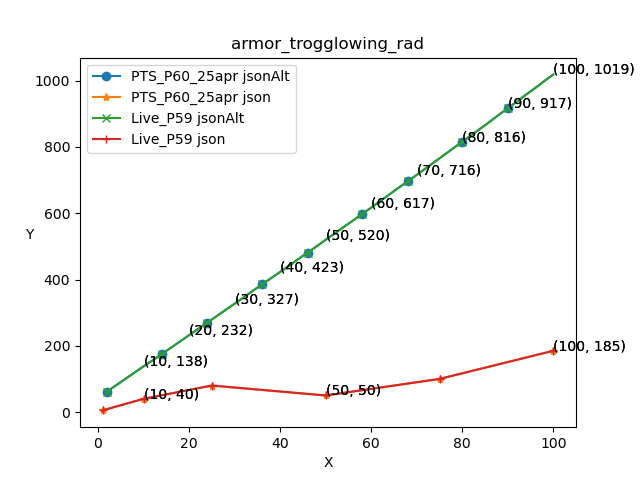 armor_trogglowing_rad
PTS_P60_25apr jsonAlt
PTS_P60_25apr json
Live_P59 jsonAlt
Live_P59 json
(100, 1019)
(90, 917)
(80, 816)
(70, 716)
(60, 617)
(50, 520)
(40, 423)
(30, 327)
(20, 232)
(10, 138)
(10, 40)
(50, 50)
(100, 185)
Y
1000
800
600
400
200
0
0 20 40 60 80 100
X